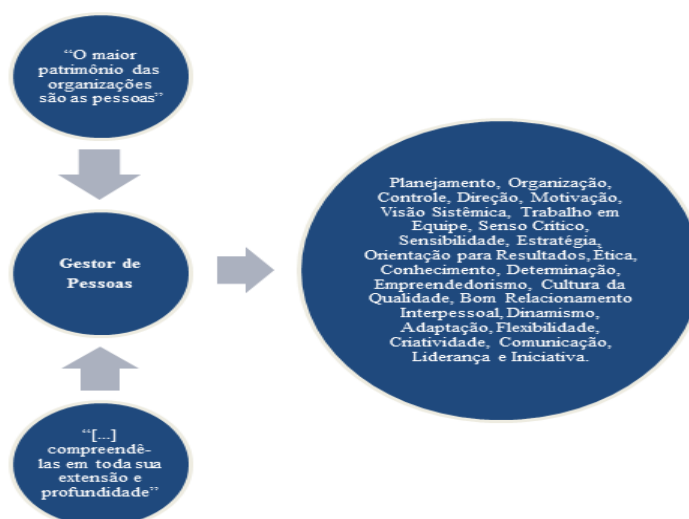 “O maior
patrimônio das
organizações
são as pessoas”
Gestor de
Pessoas
“[...]
compreendê-
las em toda sua
extensão e
profundidade”
Planejamento, Organização,
Controle, Direção, Motivação,
Visão Sistêmica, Trabalho em
Equipe, Senso Crítico,
Sensibilidade, Estratégia,
Orientação para Resultados, Ética,
Conhecimento, Determinação,
Empreendedorismo, Cultura da
Qualidade, Bom Relacionamento
Interpessoal, Dinamismo,
Adaptação, Flexibilidade,
Criatividade, Comunicação,
Liderança e Iniciativa.